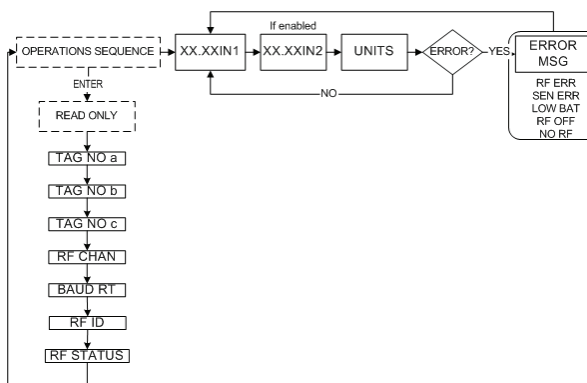 If enabled
OPERATIONS SEQUENCE
XX.XXIN1
XX.XXIN2
UNITS
ERROR?
YES
ERROR
MSG
RF ERR
SEN ERR
LOW BAT
RF OFF
NO RF
NO
ENTER
READ ONLY
TAG NO a
TAG NO b
TAG NO c
RF CHAN
BAUD RT
RF ID
RF STATUS